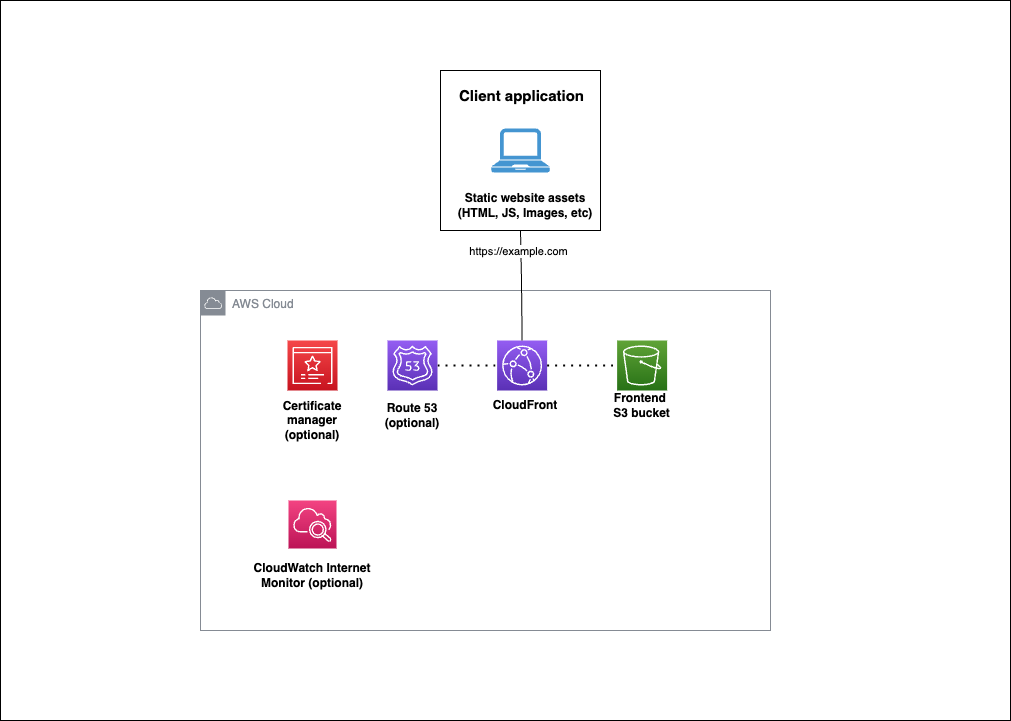 Client application
Static website assets
(HTML, JS, Images, etc)
https://example.com
AWS Cloud
53
Certificate
manager
(optional)
Route 53
(optional)
CloudFront
Frontend
S3 bucket
CloudWatch Internet
Monitor (optional)